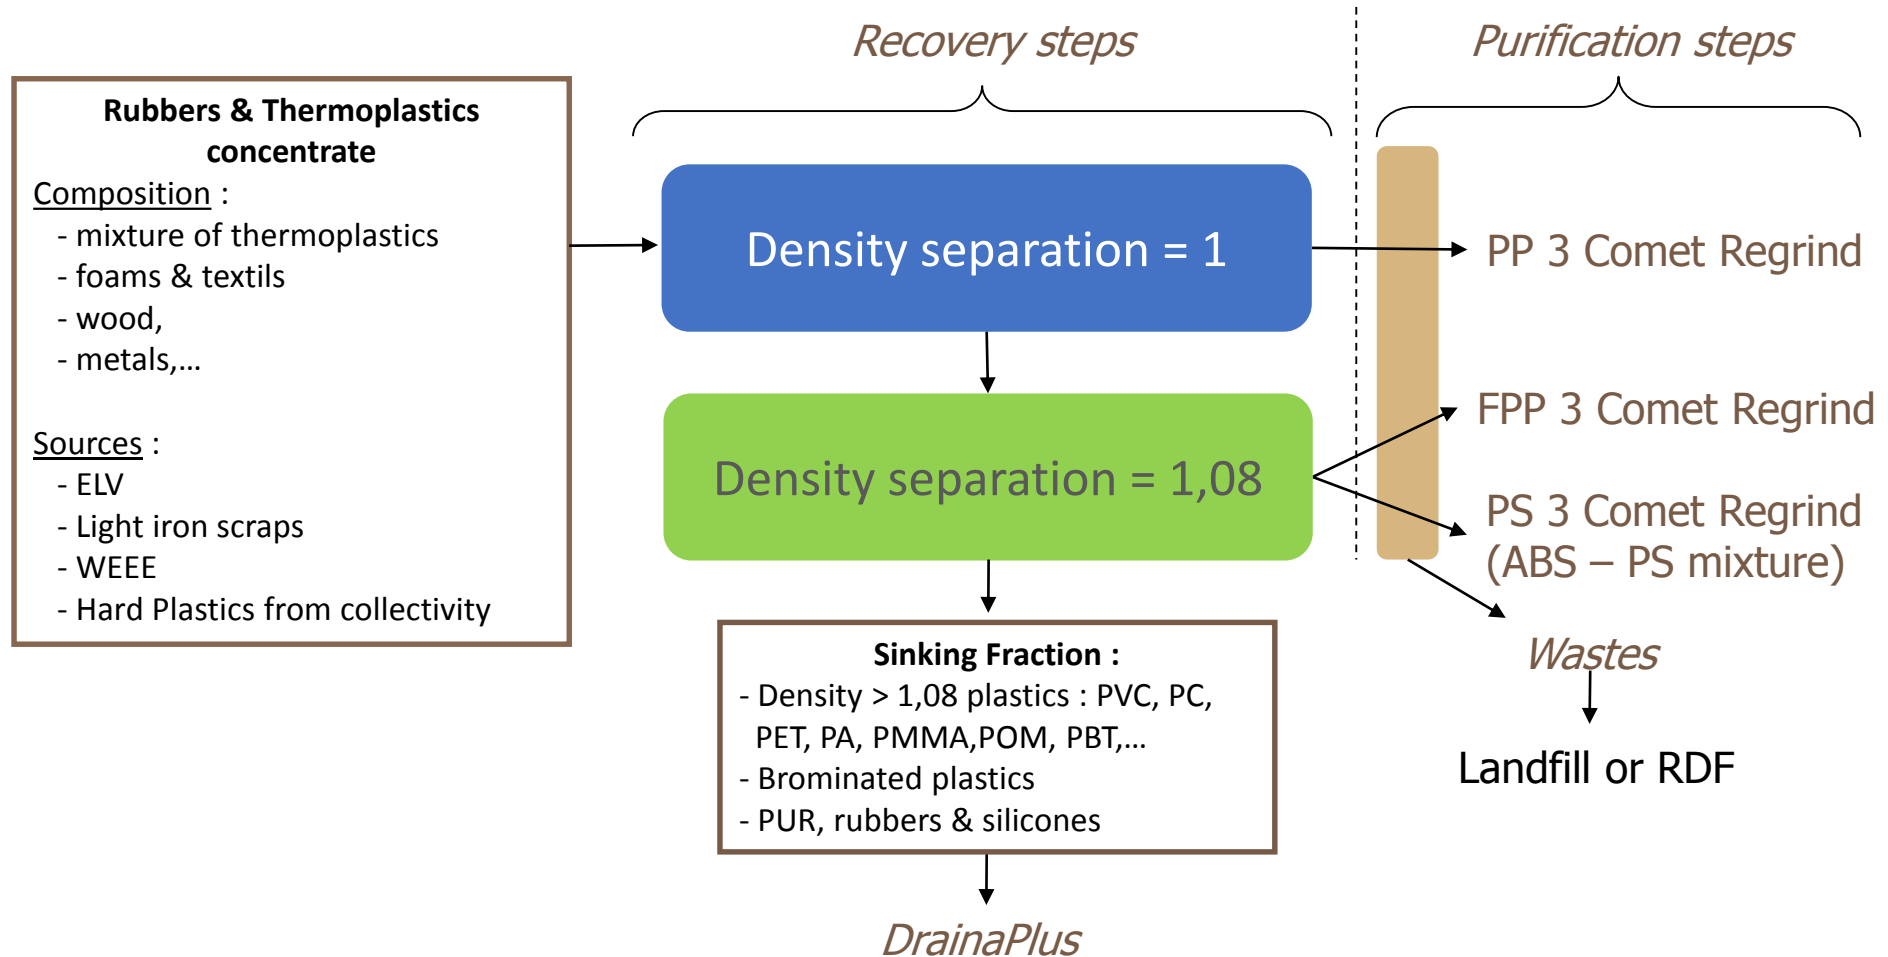 Recovery steps
Purification steps
Rubbers & Thermoplastics
concentrate
Composition :
- mixture of thermoplastics
- foams & textils
- wood,
- metals,...
Sources :
- ELV
- Light iron scraps
- WEEE
- Hard Plastics from collectivity
Density separation = 1
PP 3 Comet Regrind
Density separation = 1,08
FPP 3 Comet Regrind
PS 3 Comet Regrind
(ABS – PS mixture)
Wastes
Landfill or RDF
Sinking Fraction :
- Density > 1,08 plastics : PVC, PC,
PET, PA, PMMA,POM, PBT,...
- Brominated plastics
- PUR, rubbers & silicones
DrainaPlus